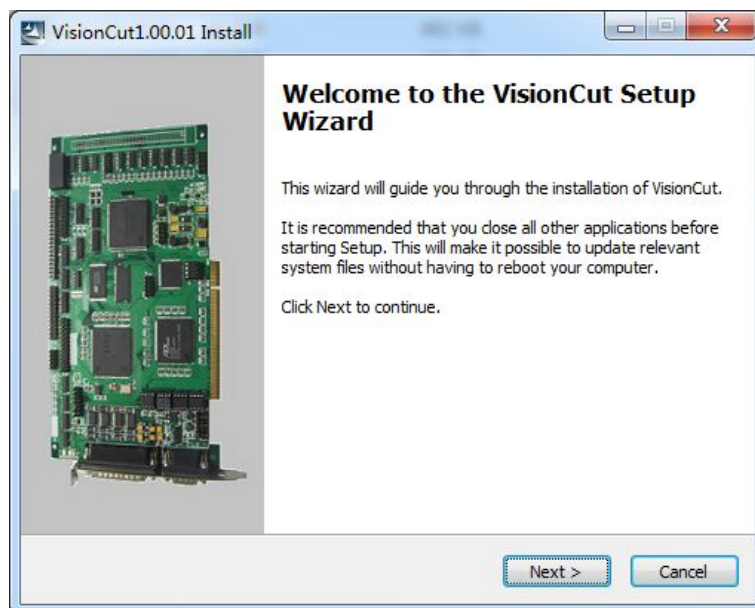 VisionCut1.00.01 Install
Welcome to the VisionCut Setup
Wizard
This wizard will guide you through the installation of VisionCut.
It is recommended that you close all other applications before
starting Setup. This will make it possible to update relevant
system files without having to reboot your computer.
Click Next to continue.
Next >
Cancel